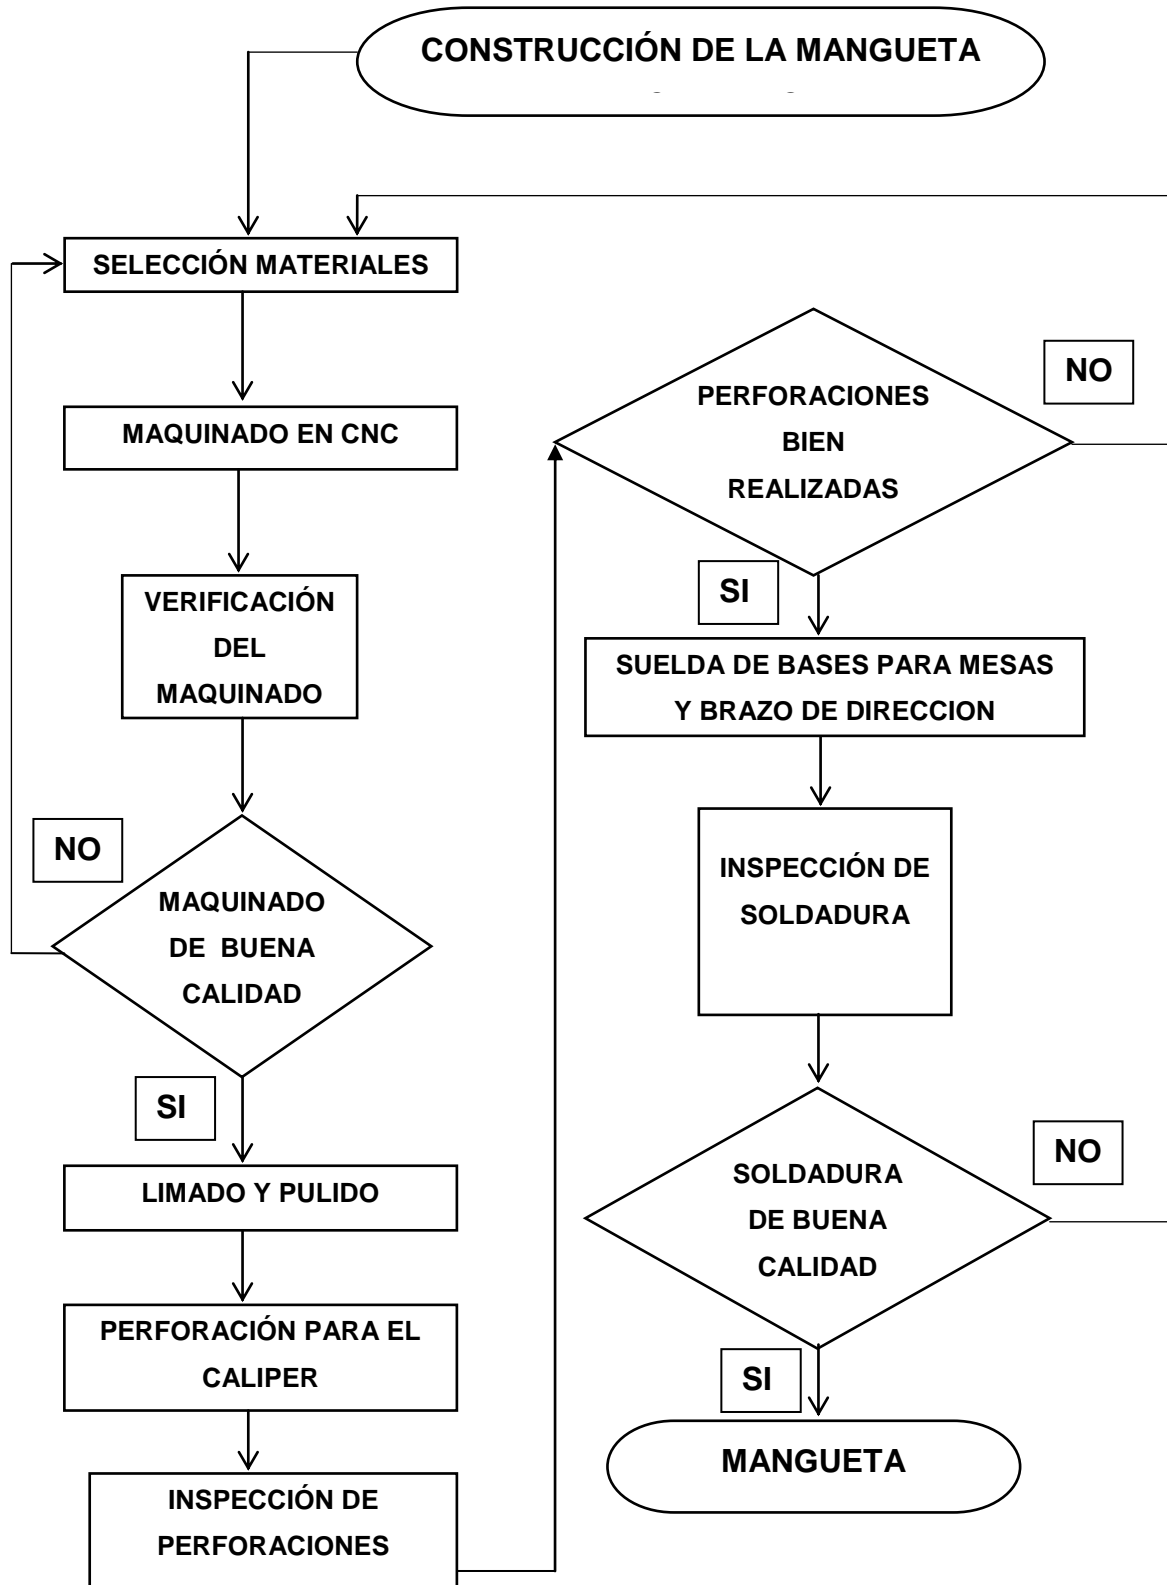 CONSTRUCCIÓN DE LA MANGUETA
SELECCIÓN MATERIALES
MAQUINADO EN CNC
VERIFICACIÓN
DEL
MAQUINADO
NO
MAQUINADO
DE BUENA
CALIDAD
SI
LIMADO Y PULIDO
PERFORACIÓN PARA EL
CALIPER
INSPECCIÓN DE
PERFORACIONES
PERFORACIONES
BIEN
REALIZADAS
NO
SI
SUELDA DE BASES PARA MESAS
Y BRAZO DE DIRECCION
INSPECCIÓN DE
SOLDADURA
SOLDADURA
DE BUENA
CALIDAD
NO
SI
MANGUETA